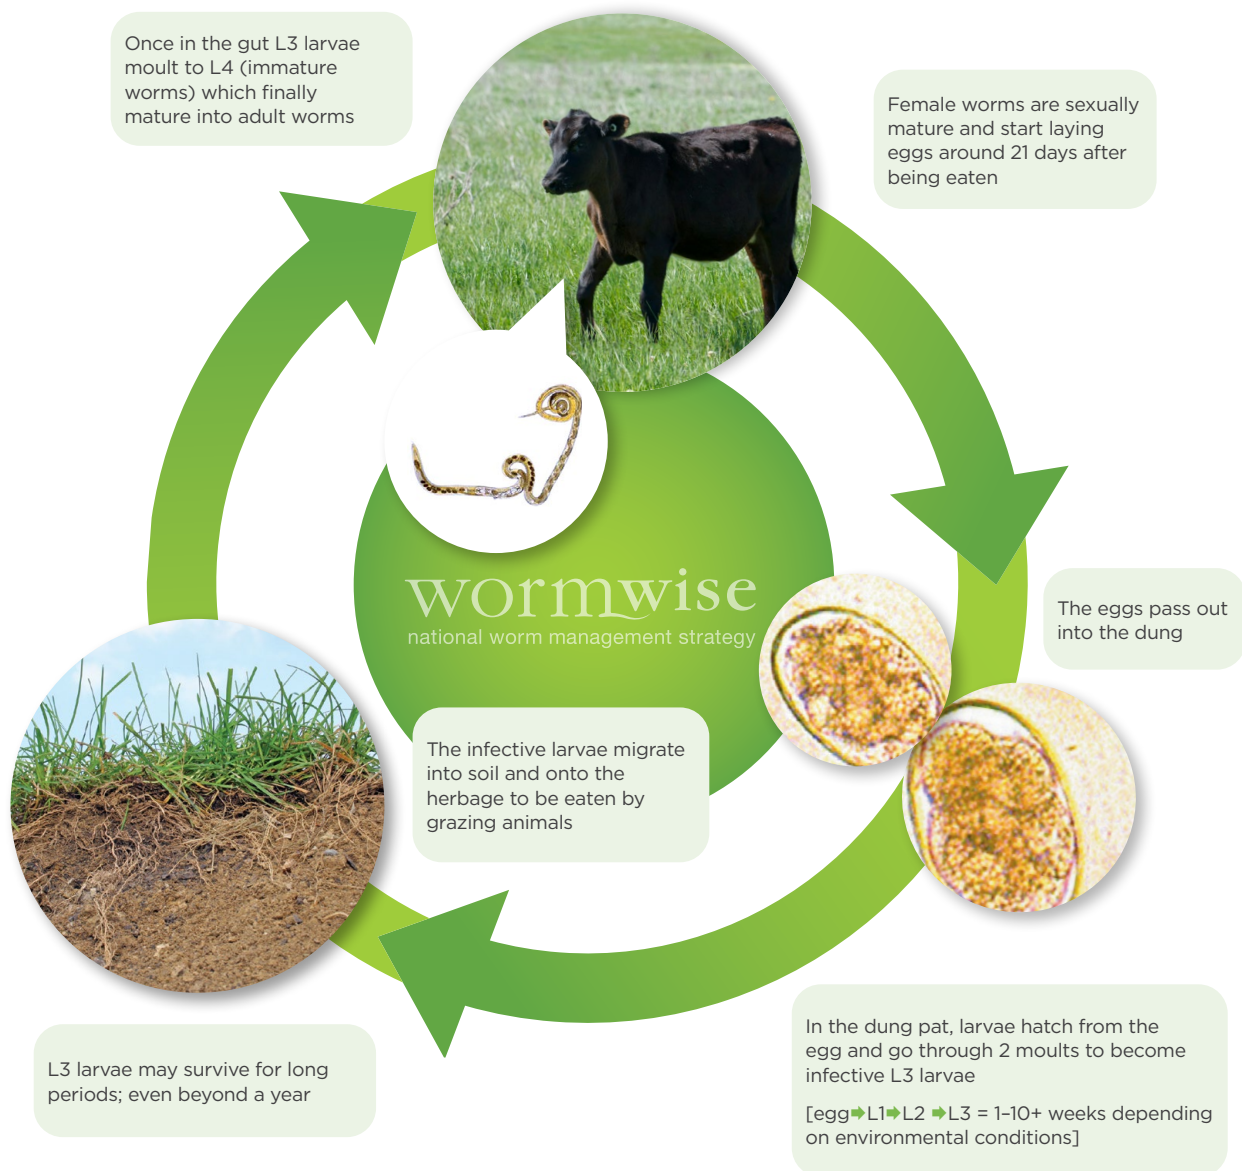 Once in the gut L3 larvae
moult to L4 (immature
worms) which finally
mature into adult worms
Female worms are sexually
mature and start laying
eggs around 21 days after
being eaten
wormwise
national worm management strategy
The eggs pass out
into the dung
The infective larvae migrate
into soil and onto the
herbage to be eaten by
grazing animals
In the dung pat, larvae hatch from the
egg and go through 2 moults to become
infective L3 larvae
[egg➡L1➡L2 ➡L3 = 1–10+ weeks depending
on environmental conditions]
L3 larvae may survive for long
periods; even beyond a year